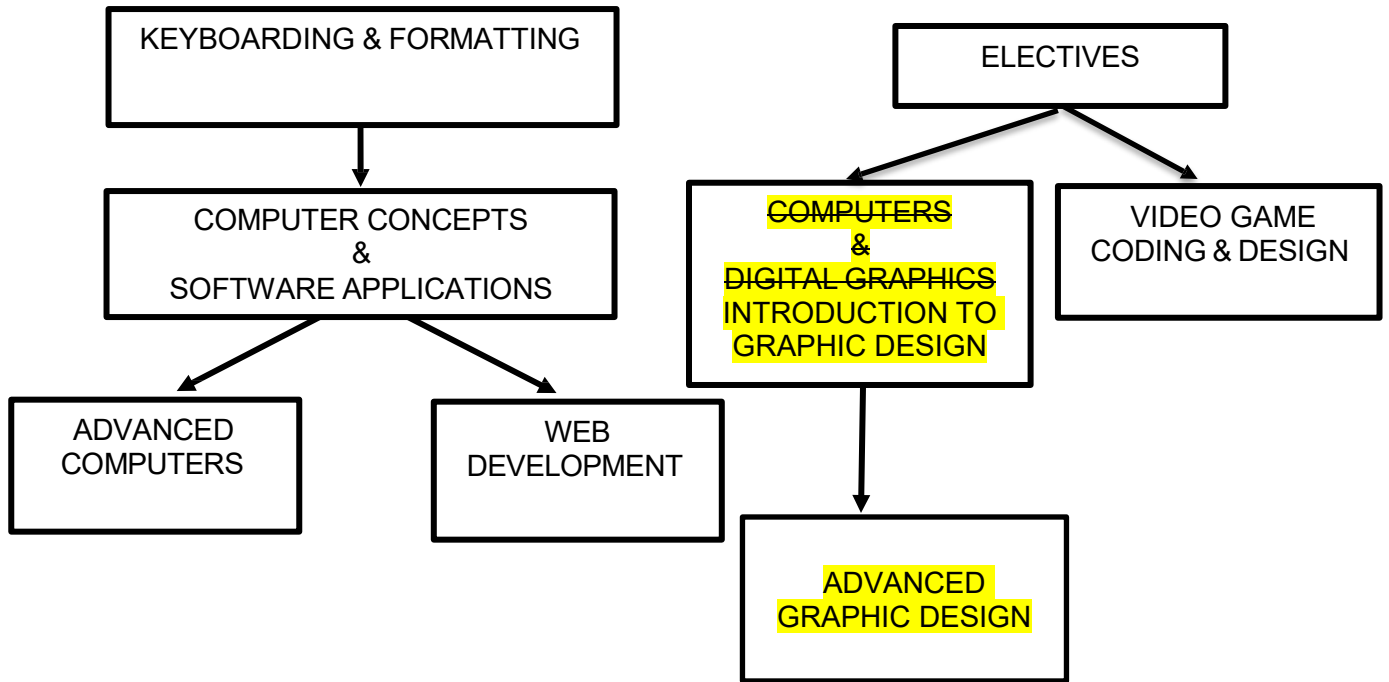 KEYBOARDING & FORMATTING
ELECTIVES
COMPUTER CONCEPTS
&
SOFTWARE APPLICATIONS
COMPUTERS
&
DIGITAL GRAPHICS
INTRODUCTION TO
GRAPHIC DESIGN
VIDEO GAME
CODING & DESIGN
ADVANCED
COMPUTERS
WEB
DEVELOPMENT
ADVANCED
GRAPHIC DESIGN